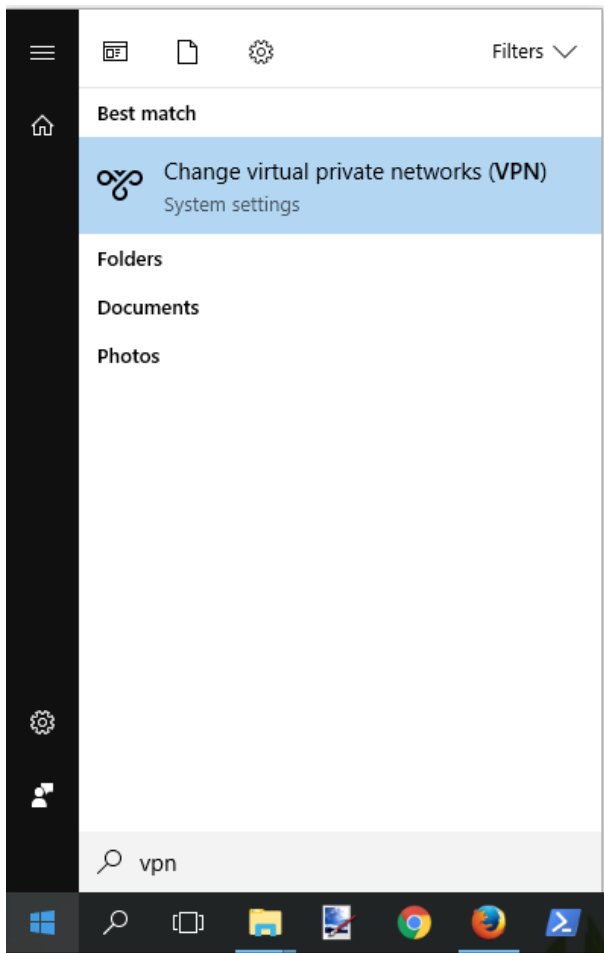 Filters
Best match
Change virtual private networks (VPN)
System settings
Folders
Documents
Photos
vpn